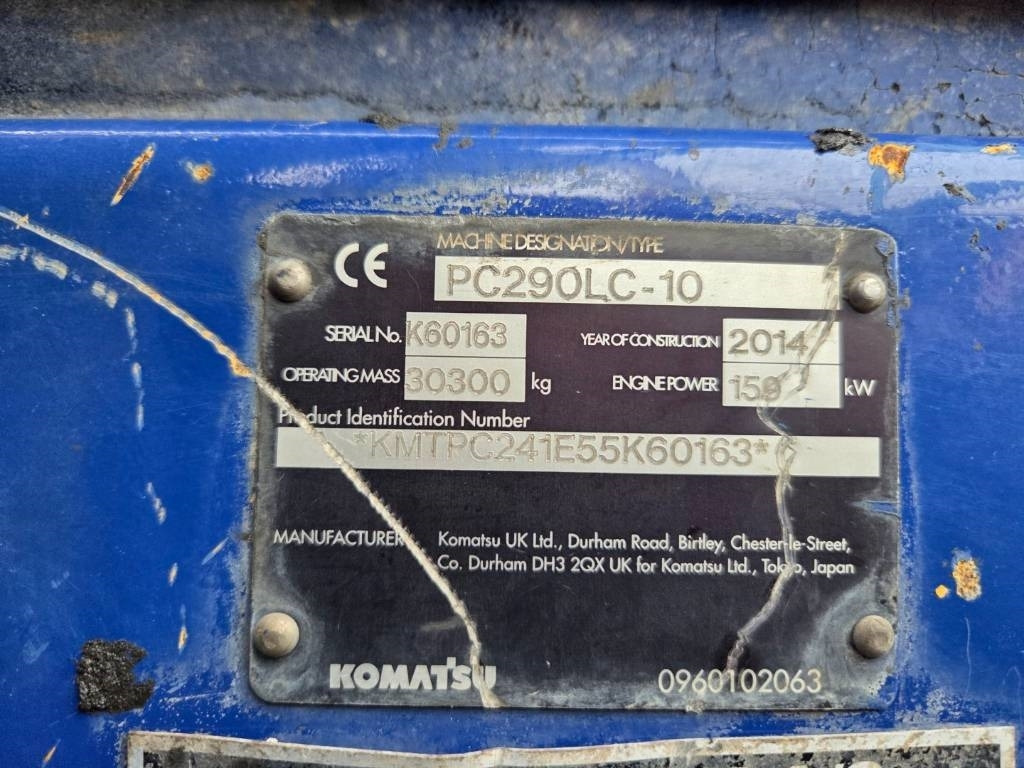 CE
MACHINE DESIGNATION/TYPE
PC290LC-10
SERIAL No. K60163 YEAR OF CONSTRUCTION 2014
OPERATING MASS 30300 kg ENGINE POWER 159 kW
Product Identification Number
*KMTPC241E55K60163*
MANUFACTURER Komatsu UK Ltd., Durham Road, Birtley, Chester-le-Street,
Co. Durham DH3 2QX UK for Komatsu Ltd., Tokyo, Japan
KOMATSU 0960102063